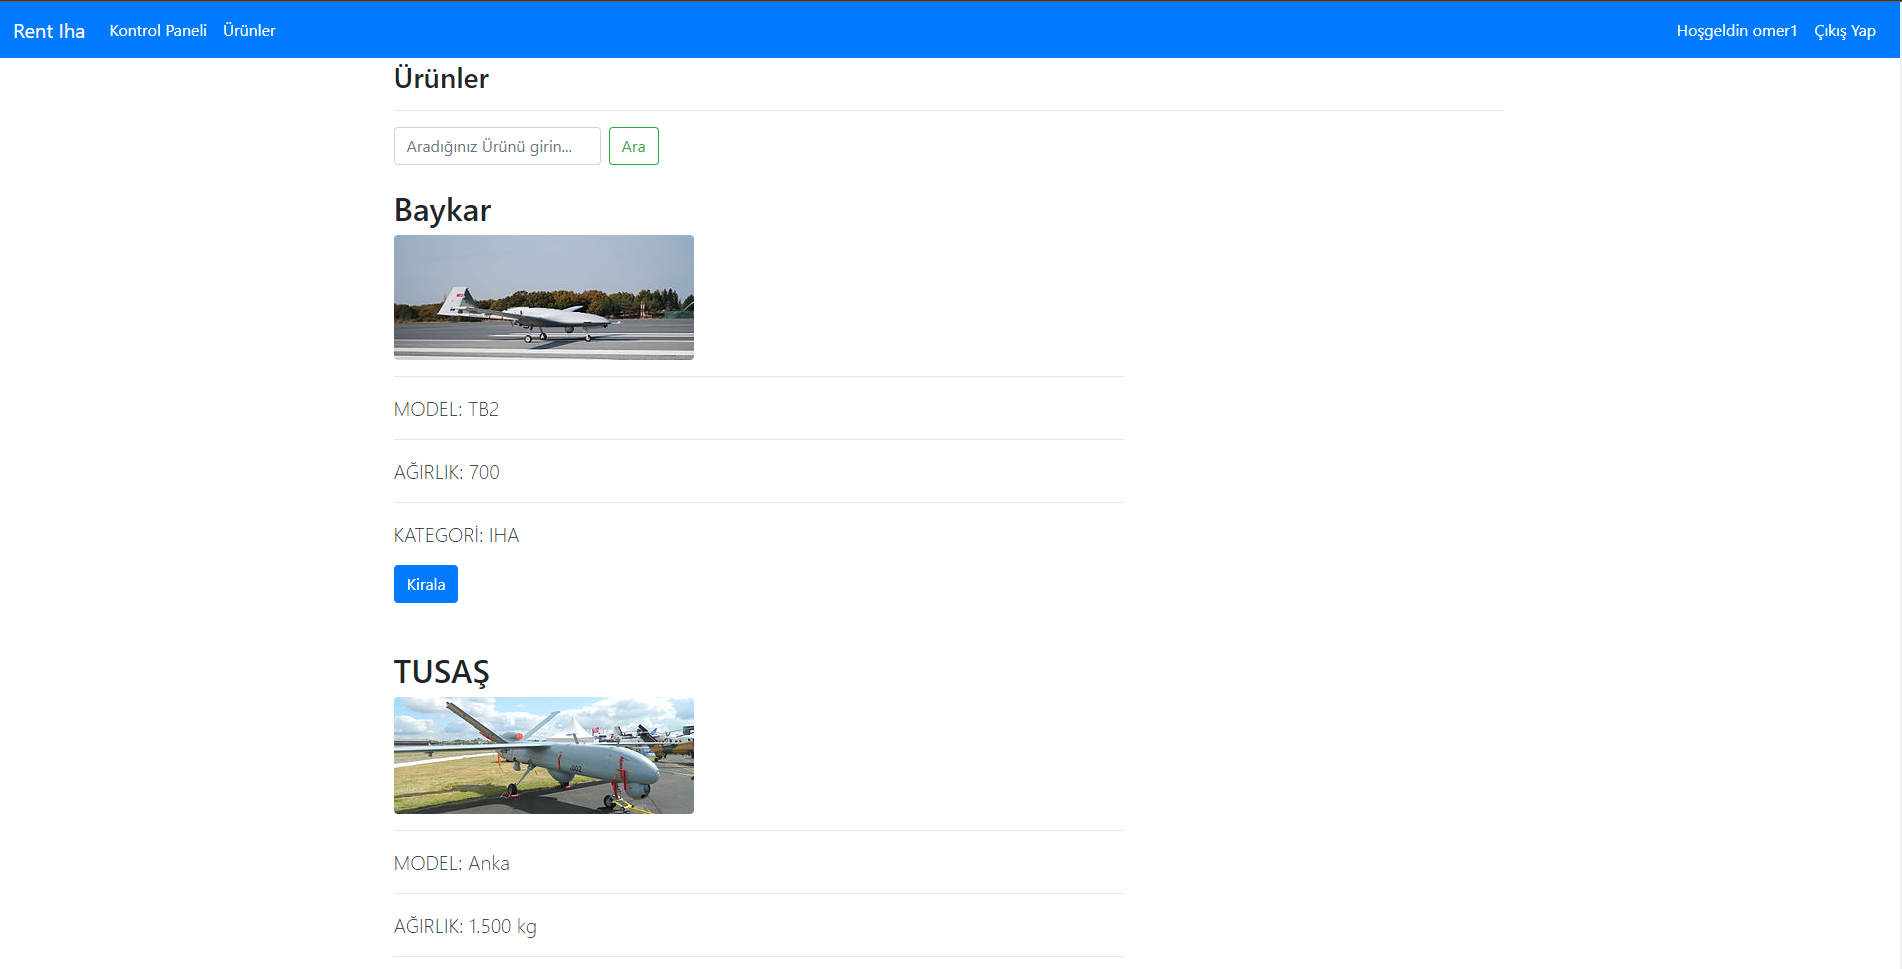 Rent Iha Kontrol Paneli Ürünler Hoşgeldin omer1 Çıkış Yap
Ürünler
Aradığınız Ürünü girin... Ara
Baykar
MODEL: TB2
AĞIRLIK: 700
KATEGORİ: IHA
Kirala
TUSAŞ
002
MODEL: Anka
AĞIRLIK: 1.500 kg